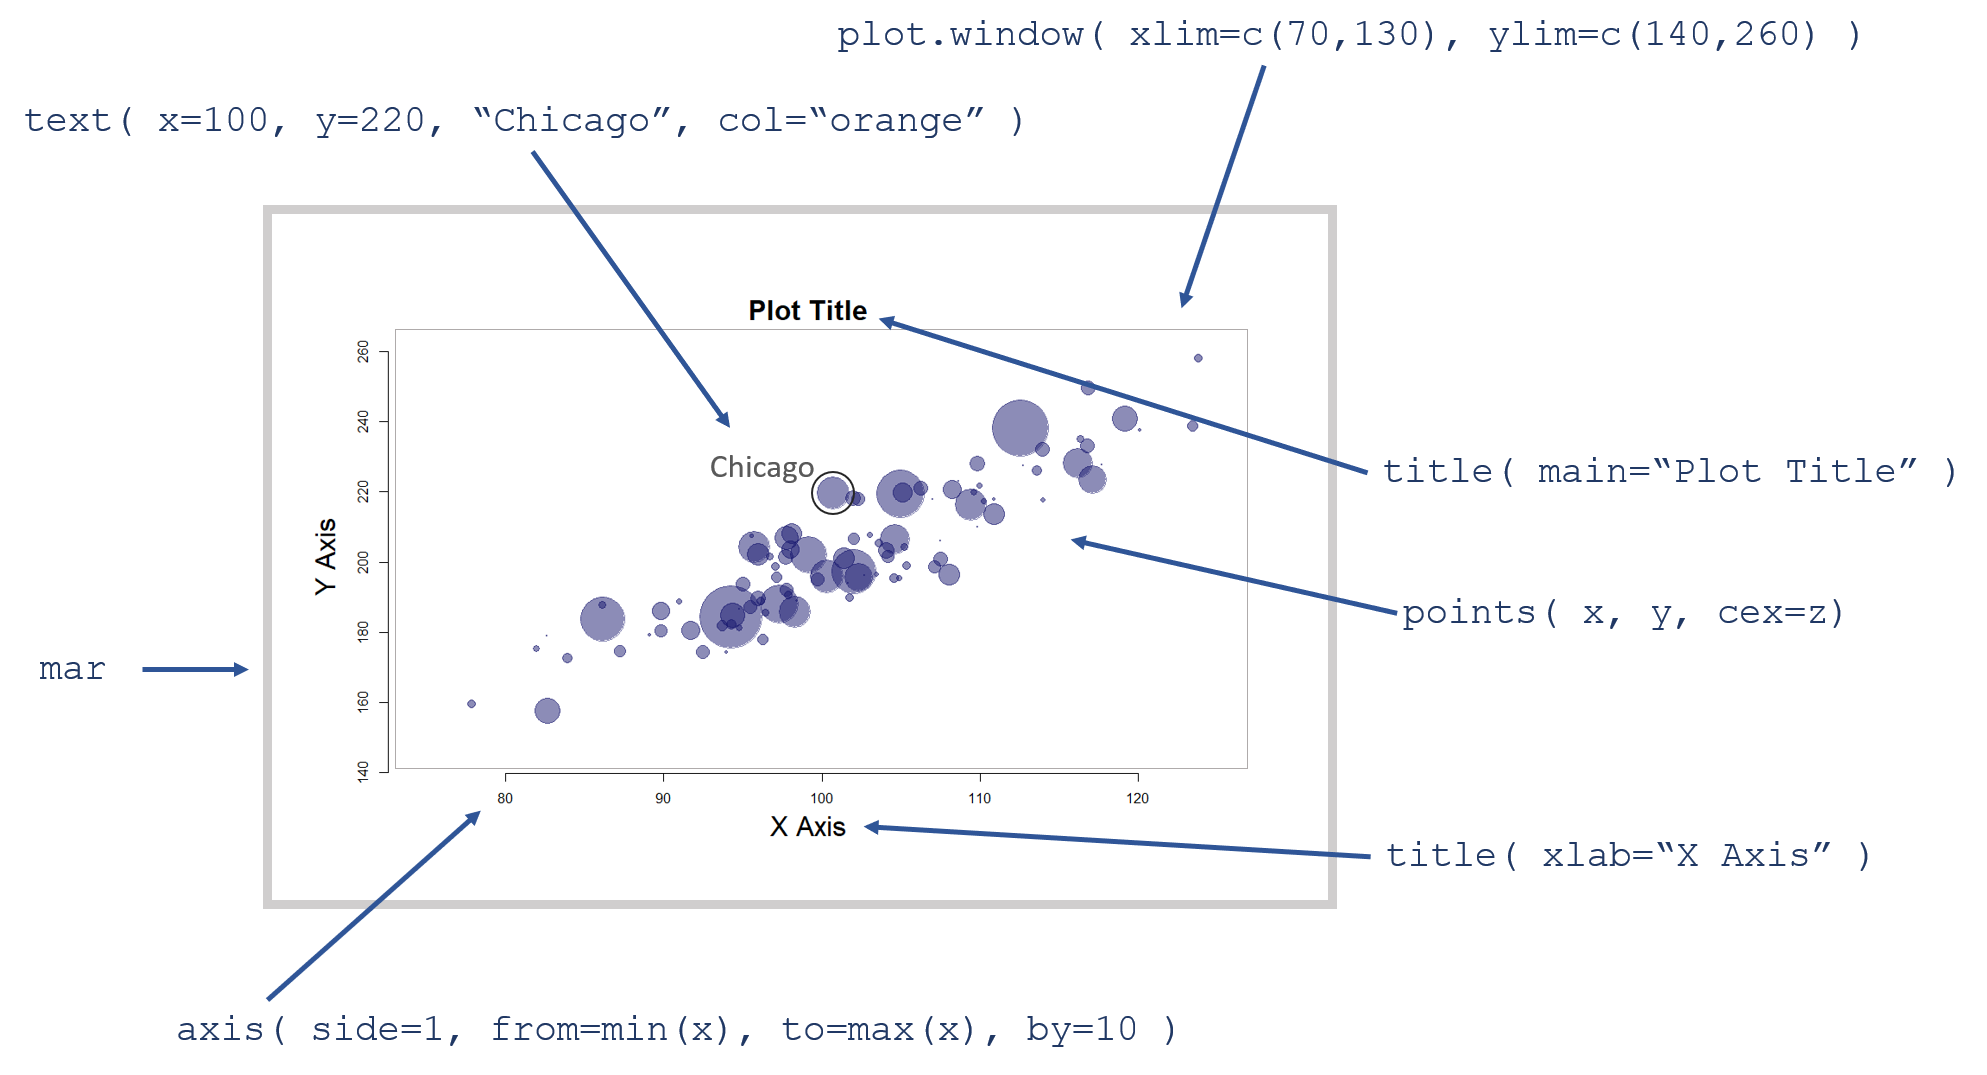 plot.window( xlim=c(70,130), ylim=c(140,260) )
text( x=100, y=220, “Chicago”, col=“orange” )
Plot Title
260
240
220
200
180
160
140
Y Axis
Chicago
title( main=“Plot Title” )
points( x, y, cex=z)
mar
80 90 100 110 120
X Axis
title( xlab=“X Axis” )
axis( side=1, from=min(x), to=max(x), by=10 )